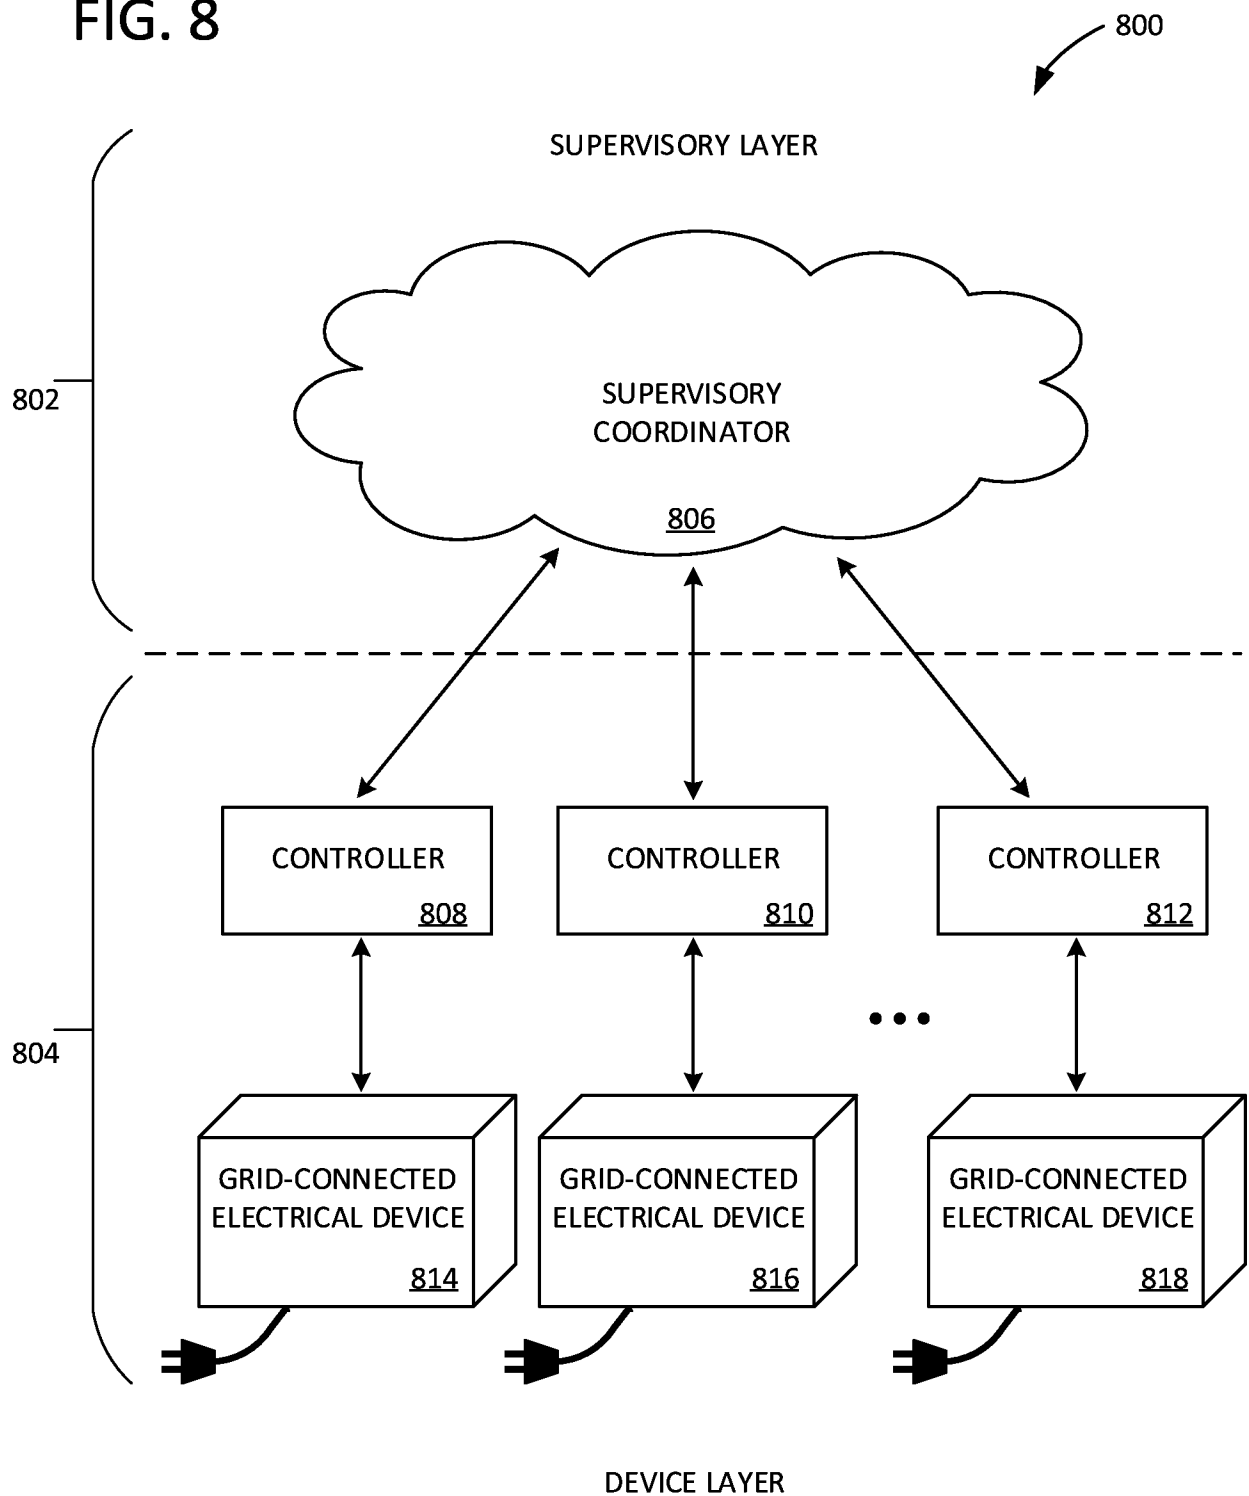 FIG. 8
800
SUPERVISORY LAYER
802
SUPERVISORY
COORDINATOR
806
CONTROLLER
808
CONTROLLER
810
CONTROLLER
812
804
GRID-CONNECTED
ELECTRICAL DEVICE
814
GRID-CONNECTED
ELECTRICAL DEVICE
816
GRID-CONNECTED
ELECTRICAL DEVICE
818
DEVICE LAYER